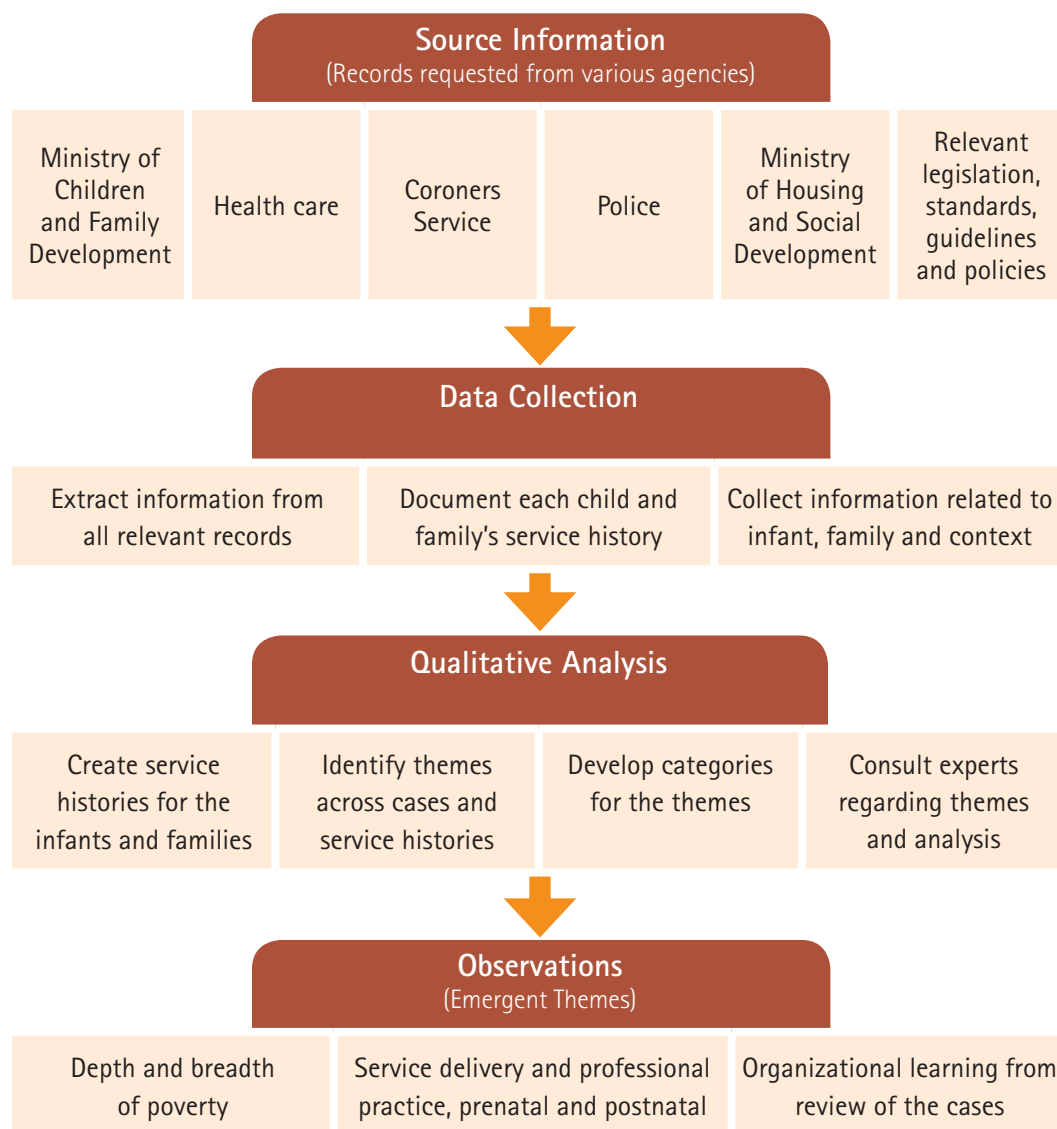 Source Information
(Records requested from various agencies)
Ministry of
Children
and Family
Development
Health care
Coroners
Service
Police
Ministry
of Housing
and Social
Development
Relevant
legislation,
standards,
guidelines
and policies
Data Collection
Extract information from
all relevant records
Document each child and
family's service history
Collect information related to
infant, family and context
Qualitative Analysis
Create service
histories for the
infants and families
Identify themes
across cases and
service histories
Develop categories
for the themes
Consult experts
regarding themes
and analysis
Observations
(Emergent Themes)
Depth and breadth
of poverty
Service delivery and professional
practice, prenatal and postnatal
Organizational learning from
review of the cases